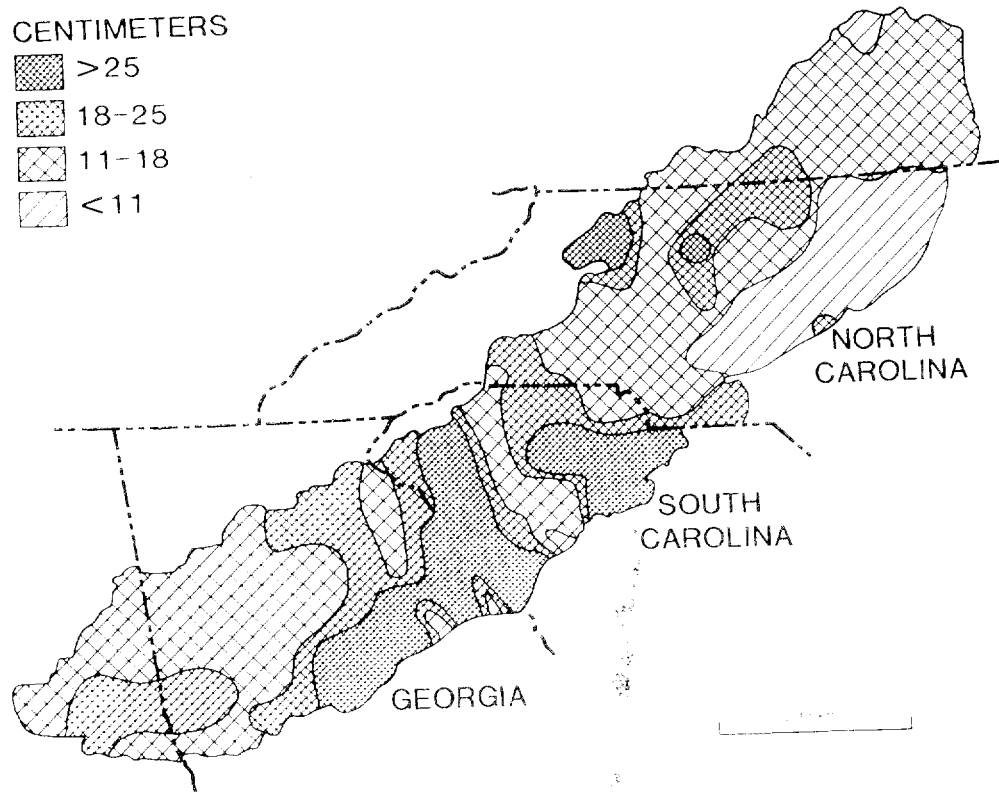 CENTIMETERS
>25
18-25
11-18
<11
NORTH
CAROLINA
SOUTH
CAROLINA
GEORGIA